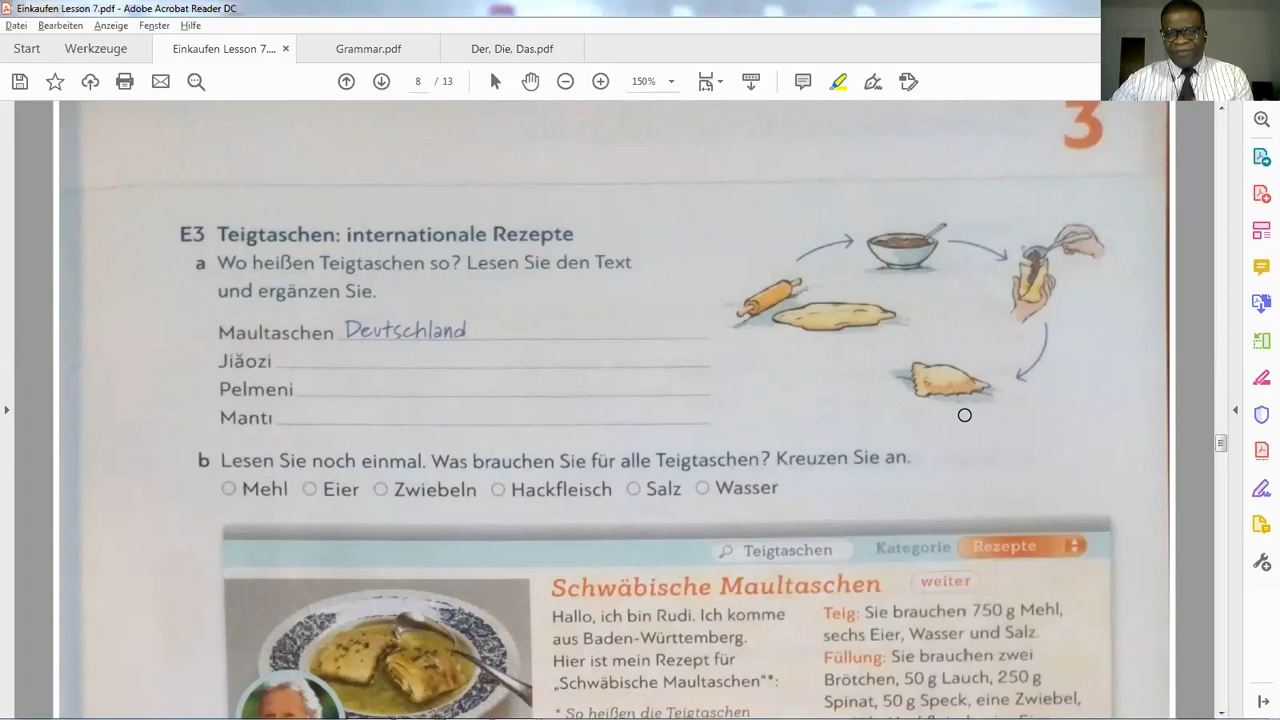 Einkaufen Lesson 7.pdf - Adobe Acrobat Reader DC
Datei Bearbeiten Anzeige Fenster Hilfe
Start Werkzeuge Einkaufen Lesson 7.... × Grammar.pdf Der, Die, Das.pdf
8 / 13 150%
3
E3 Teigtaschen: internationale Rezepte
a Wo heißen Teigtaschen so? Lesen Sie den Text
und ergänzen Sie.
Maultaschen Deutschland
Jiǎozi
Pelmeni
Mantı
b Lesen Sie noch einmal. Was brauchen Sie für alle Teigtaschen? Kreuzen Sie an.
Mehl Eier Zwiebeln Hackfleisch Salz Wasser
Teigtaschen Kategorie Rezepte
Schwäbische Maultaschen weiter
Hallo, ich bin Rudi. Ich komme
aus Baden-Württemberg.
Hier ist mein Rezept für
„Schwäbische Maultaschen"*:
* So heißen die Teigtaschen
Teig: Sie brauchen 750 g Mehl,
sechs Eier, Wasser und Salz.
Füllung: Sie brauchen zwei
Brötchen, 50 g Lauch, 250 g
Spinat, 50 g Speck, eine Zwiebel,